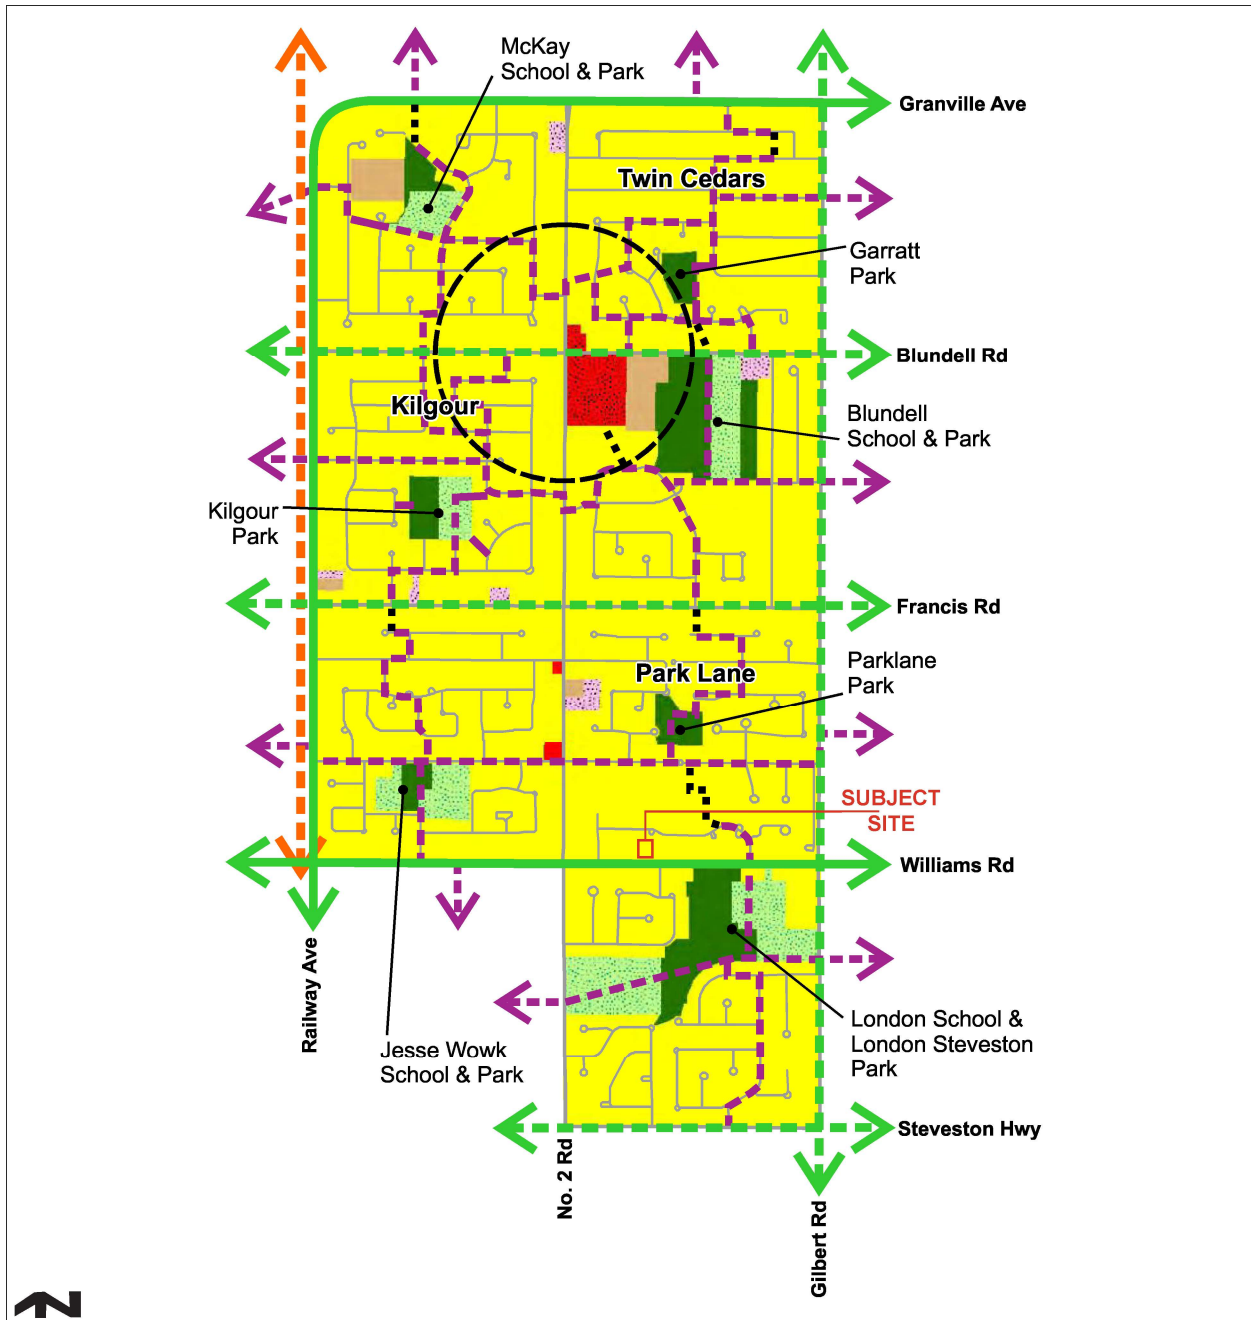 McKay
School & Park
Granville Ave
Twin Cedars
Garratt
Park
Blundell Rd
Kilgour
Blundell
School & Park
Kilgour
Park
Francis Rd
Park Lane
Parklane
Park
SUBJECT
SITE
Williams Rd
Railway Ave
Jesse Wowk
School & Park
London School &
London Steveston
Park
Steveston Hwy
No. 2 Rd
Gilbert Rd